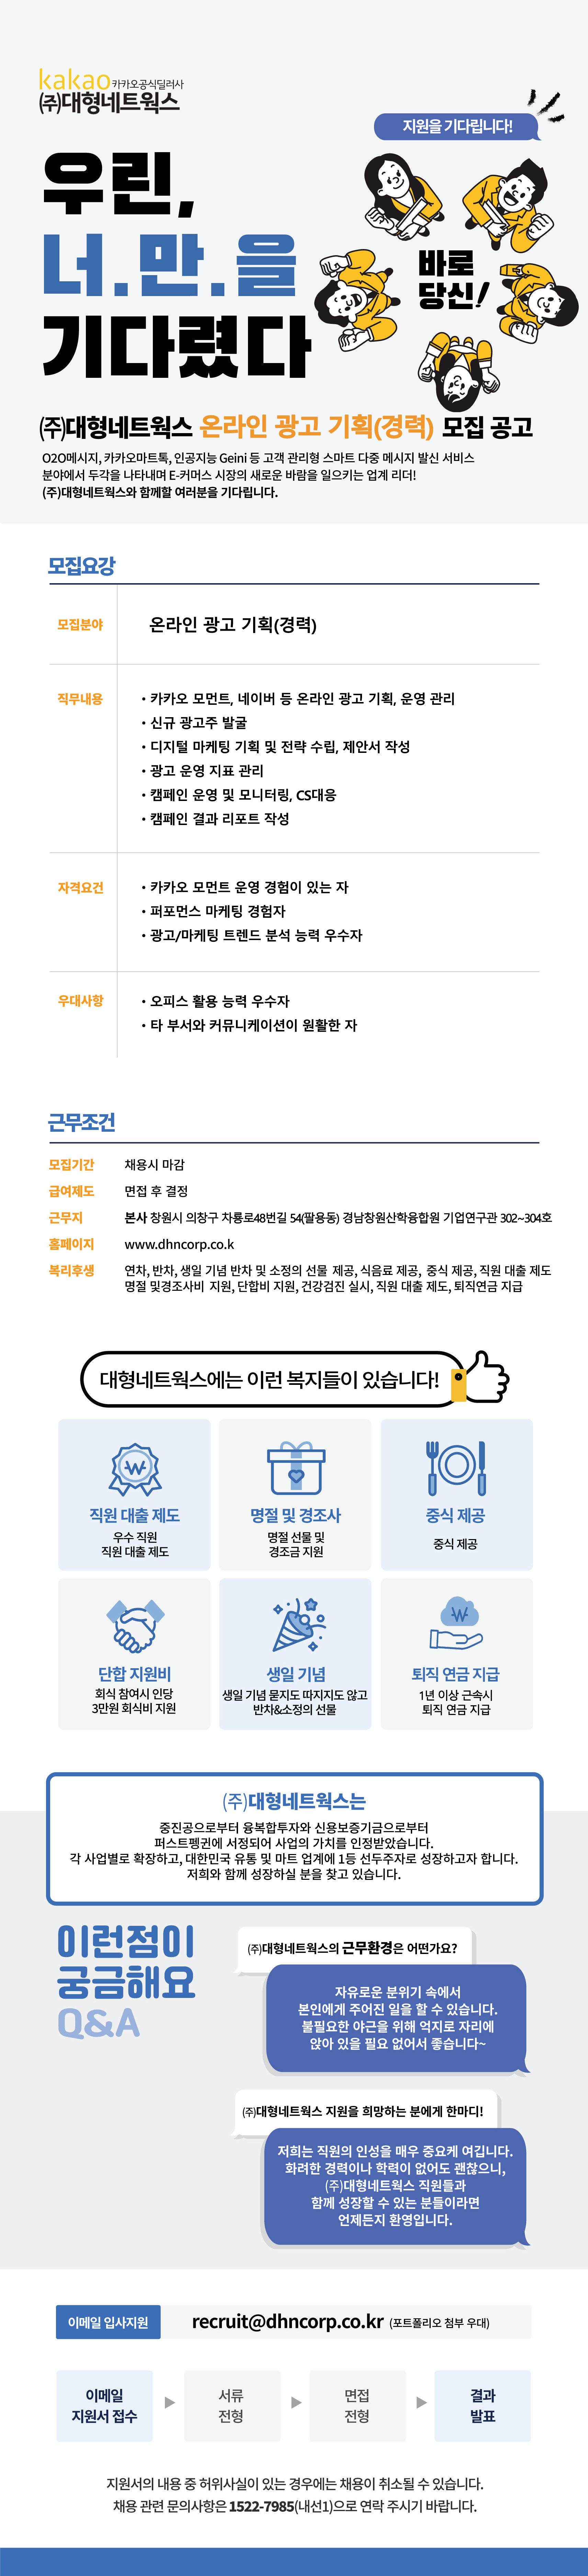 kakao 카카오공식딜러사
(주)대형네트웍스
지원을 기다립니다!
우린,
너.만.을
기다렸다
바로
당신!
(주)대형네트웍스 온라인 광고 기획(경력) 모집 공고
O2O메시지, 카카오마트톡, 인공지능 Geini 등 고객 관리형 스마트 다중 메시지 발신 서비스
분야에서 두각을 나타내며 E-커머스 시장의 새로운 바람을 일으키는 업계 리더!
(주)대형네트웍스와 함께할 여러분을 기다립니다.
모집요강
모집분야
온라인 광고 기획(경력)
직무내용
• 카카오 모먼트, 네이버 등 온라인 광고 기획, 운영 관리
• 신규 광고주 발굴
• 디지털 마케팅 기획 및 전략 수립, 제안서 작성
• 광고 운영 지표 관리
• 캠페인 운영 및 모니터링, CS대응
• 캠페인 결과 리포트 작성
자격요건
• 카카오 모먼트 운영 경험이 있는 자
• 퍼포먼스 마케팅 경험자
• 광고/마케팅 트렌드 분석 능력 우수자
우대사항
• 오피스 활용 능력 우수자
• 타 부서와 커뮤니케이션이 원활한 자
근무조건
모집기간 채용시 마감
급여제도 면접 후 결정
근무지 본사 창원시 의창구 차룡로48번길 54(팔용동) 경남창원산학융합원 기업연구관 302~304호
홈페이지 www.dhncorp.co.k
복리후생 연차, 반차, 생일 기념 반차 및 소정의 선물 제공, 식음료 제공, 중식 제공, 직원 대출 제도
명절 및경조사비 지원, 단합비 지원, 건강검진 실시, 직원 대출 제도, 퇴직연금 지급
대형네트웍스에는 이런 복지들이 있습니다!
직원 대출 제도
우수 직원
직원 대출 제도
명절 및 경조사
명절 선물 및
경조금 지원
중식 제공
중식 제공
단합 지원비
회식 참여시 인당
3만원 회식비 지원
생일 기념
생일 기념 묻지도 따지지도 않고
반차&소정의 선물
퇴직 연금 지급
1년 이상 근속시
퇴직 연금 지급
(주)대형네트웍스는
중진공으로부터 융복합투자와 신용보증기금으로부터
퍼스트펭귄에 서정되어 사업의 가치를 인정받았습니다.
각 사업별로 확장하고, 대한민국 유통 및 마트 업계에 1등 선두주자로 성장하고자 합니다.
저희와 함께 성장하실 분을 찾고 있습니다.
이런점이
궁금해요
Q&A
(주)대형네트웍스의 근무환경은 어떤가요?
자유로운 분위기 속에서
본인에게 주어진 일을 할 수 있습니다.
불필요한 야근을 위해 억지로 자리에
앉아 있을 필요 없어서 좋습니다~
(주)대형네트웍스 지원을 희망하는 분에게 한마디!
저희는 직원의 인성을 매우 중요케 여깁니다.
화려한 경력이나 학력이 없어도 괜찮으니,
(주)대형네트웍스 직원들과
함께 성장할 수 있는 분들이라면
언제든지 환영입니다.
이메일 입사지원 recruit@dhncorp.co.kr (포트폴리오 첨부 우대)
이메일
지원서 접수
서류
전형
면접
전형
결과
발표
지원서의 내용 중 허위사실이 있는 경우에는 채용이 취소될 수 있습니다.
채용 관련 문의사항은 1522-7985(내선1)으로 연락 주시기 바랍니다.